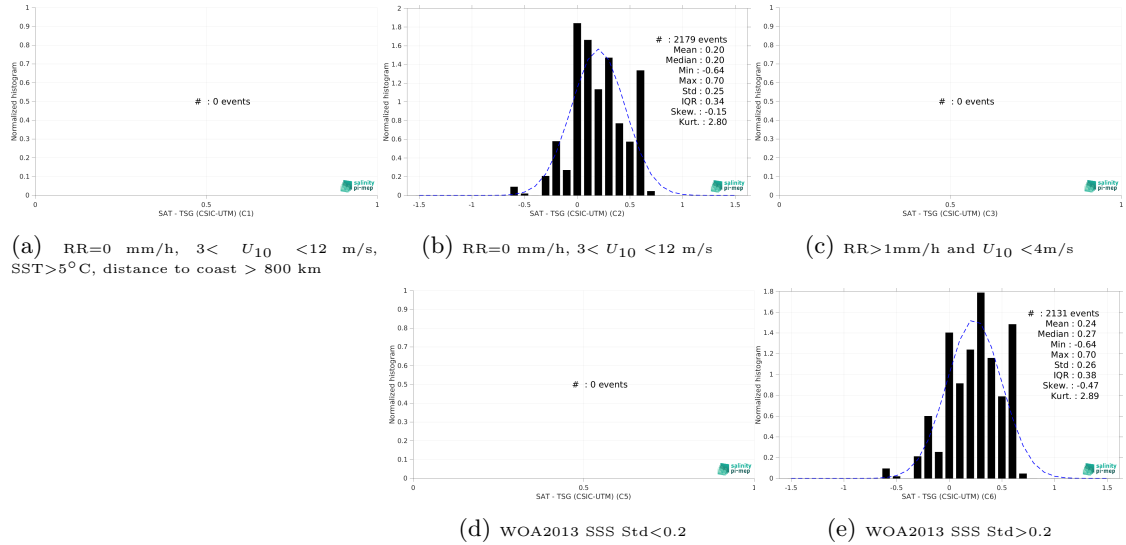 1
0.9
0.8
0.7
0.6
0.5
0.4
0.3
0.2
0.1
0
Normalized histogram
# : 0 events
salinity
pi-mep
0
0.5
1
SAT - TSG (CSIC-UTM) (C1)
(a) RR=0 mm/h, 3< U10 <12 m/s,
SST>5°C, distance to coast > 800 km
2
1.8
1.6
1.4
1.2
1
0.8
0.6
0.4
0.2
0
Normalized histogram
# : 2179 events
Mean : 0.20
Median : 0.20
Min : -0.64
Max : 0.70
Std : 0.25
IQR : 0.34
Skew. : -0.15
Kurt. : 2.80
salinity
pi-mep
-1.5
-1
-0.5
0
0.5
1
1.5
SAT - TSG (CSIC-UTM) (C2)
(b) RR=0 mm/h, 3< U10 <12 m/s
1
0.9
0.8
0.7
0.6
0.5
0.4
0.3
0.2
0.1
0
Normalized histogram
# : 0 events
salinity
pi-mep
0
0.5
1
SAT - TSG (CSIC-UTM) (C3)
(c) RR>1mm/h and U10 <4m/s
1
0.9
0.8
0.7
0.6
0.5
0.4
0.3
0.2
0.1
0
Normalized histogram
# : 0 events
salinity
pi-mep
0
0.5
1
SAT - TSG (CSIC-UTM) (C5)
(d) WOA2013 SSS Std<0.2
1.8
1.6
1.4
1.2
1
0.8
0.6
0.4
0.2
0
Normalized histogram
# : 2131 events
Mean : 0.24
Median : 0.27
Min : -0.64
Max : 0.70
Std : 0.26
IQR : 0.38
Skew. : -0.47
Kurt. : 2.89
salinity
pi-mep
-1.5
-1
-0.5
0
0.5
1
1.5
SAT - TSG (CSIC-UTM) (C6)
(e) WOA2013 SSS Std>0.2